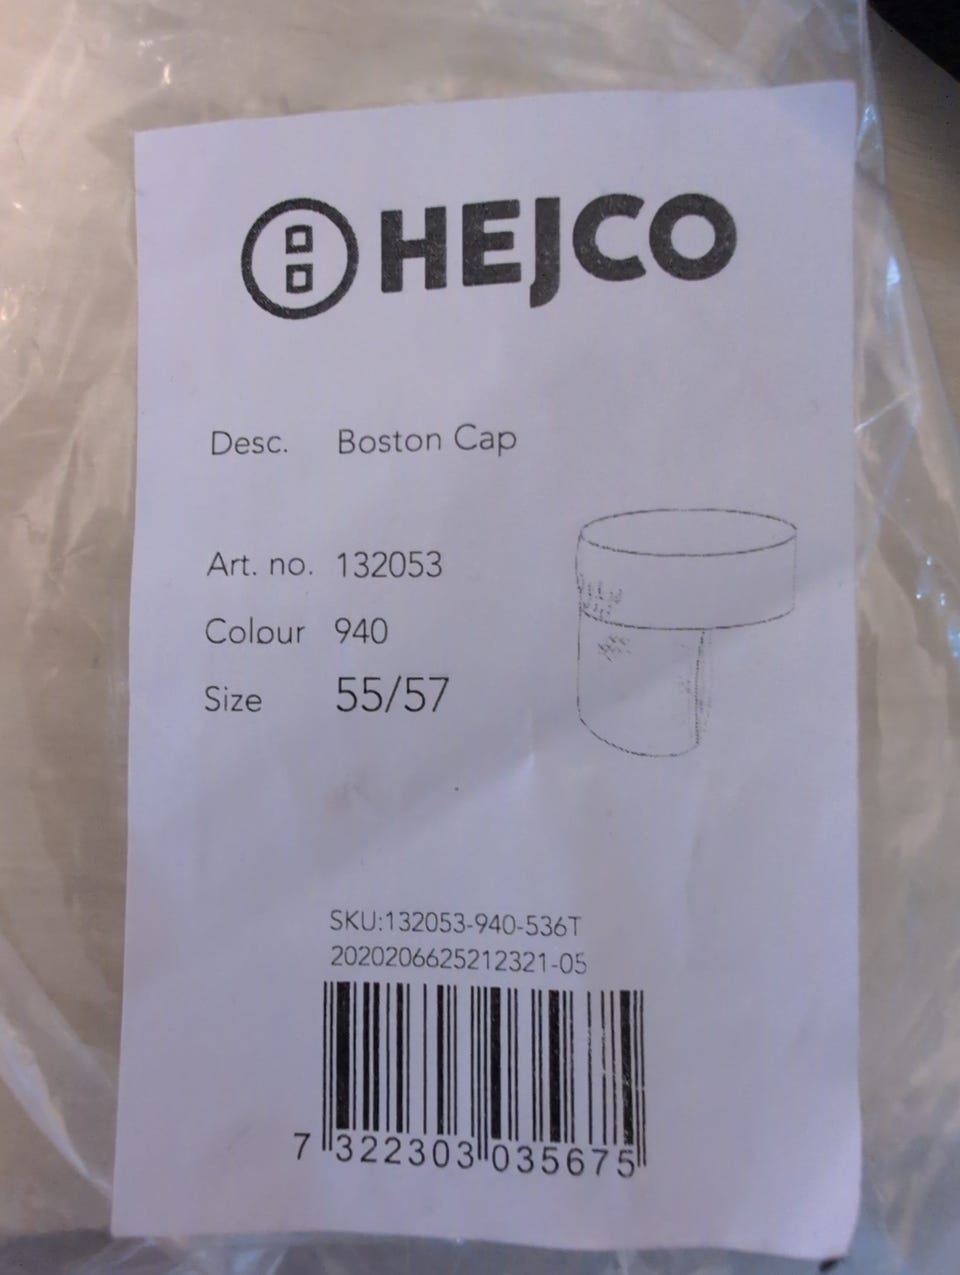 HEJCO
Desc. Boston Cap
Art. no. 132053
Colour 940
Size 55/57
SKU:132053-940-536T
2020206625212321-05
7 322303 035675